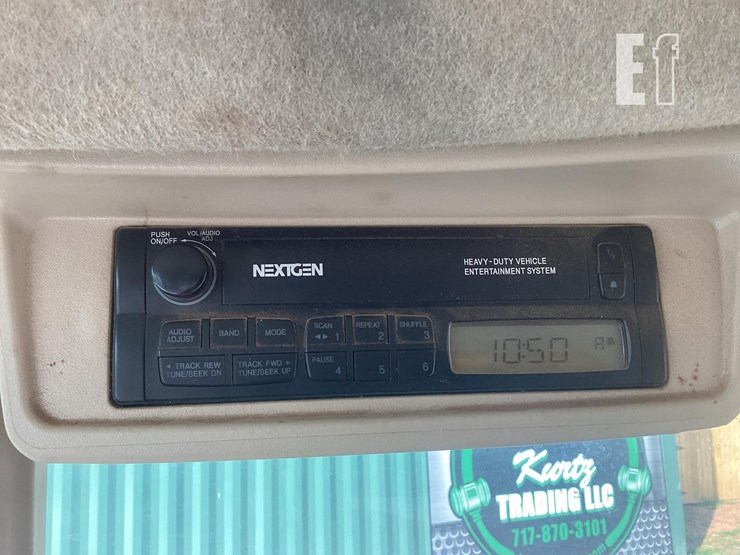 Ef
PUSH
ON/OFF
VOL/AUDIO
ADJ
NEXTGEN
HEAVY-DUTY VEHICLE
ENTERTAINMENT SYSTEM
AUDIO
ADJUST
BAND
MODE
SCAN
◄► 1
REPEAT
2
SHUFFLE
3
◄ TRACK REW
TUNE/SEEK DN
TRACK FWD ►
TUNE/SEEK UP
PAUSE
4
5
6
10:50 A
Kurtz
TRADING LLC
717-870-3101